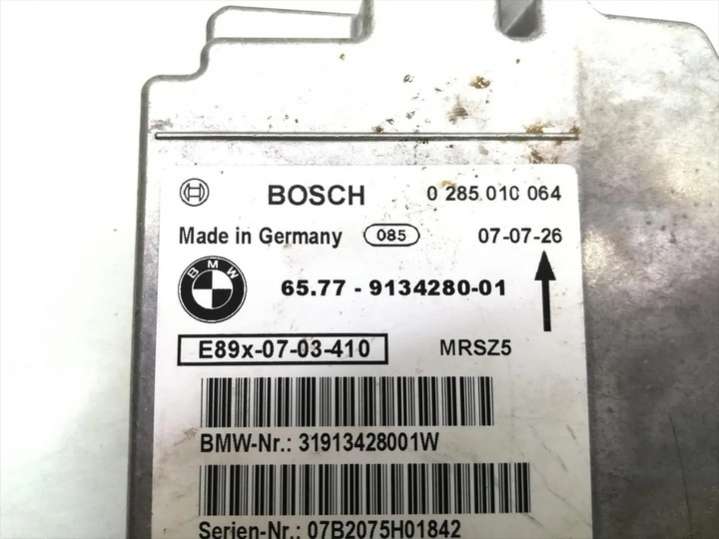 BOSCH 0 285 010 064
Made in Germany 085 07-07-26
BMW 65.77 - 9134280-01
E89x-07-03-410 MRSZ5
BMW-Nr.: 31913428001W
Serien-Nr.: 07B2075H01842